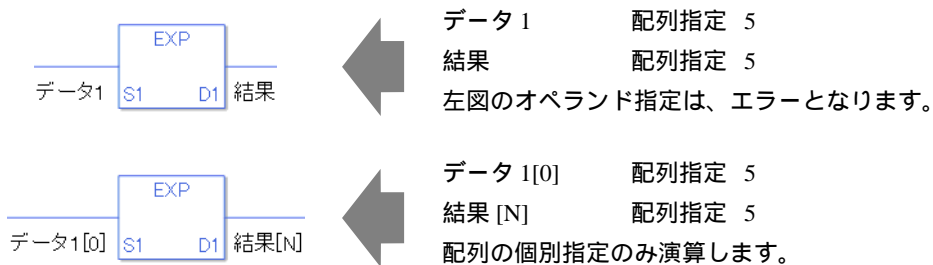 EXP
データ1 S1 D1 結果
データ1 配列指定 5
結果 配列指定 5
左図のオペランド指定は、エラーとなります。
EXP
データ1[0] S1 D1 結果[N]
データ1[0] 配列指定 5
結果 [N] 配列指定 5
配列の個別指定のみ演算します。